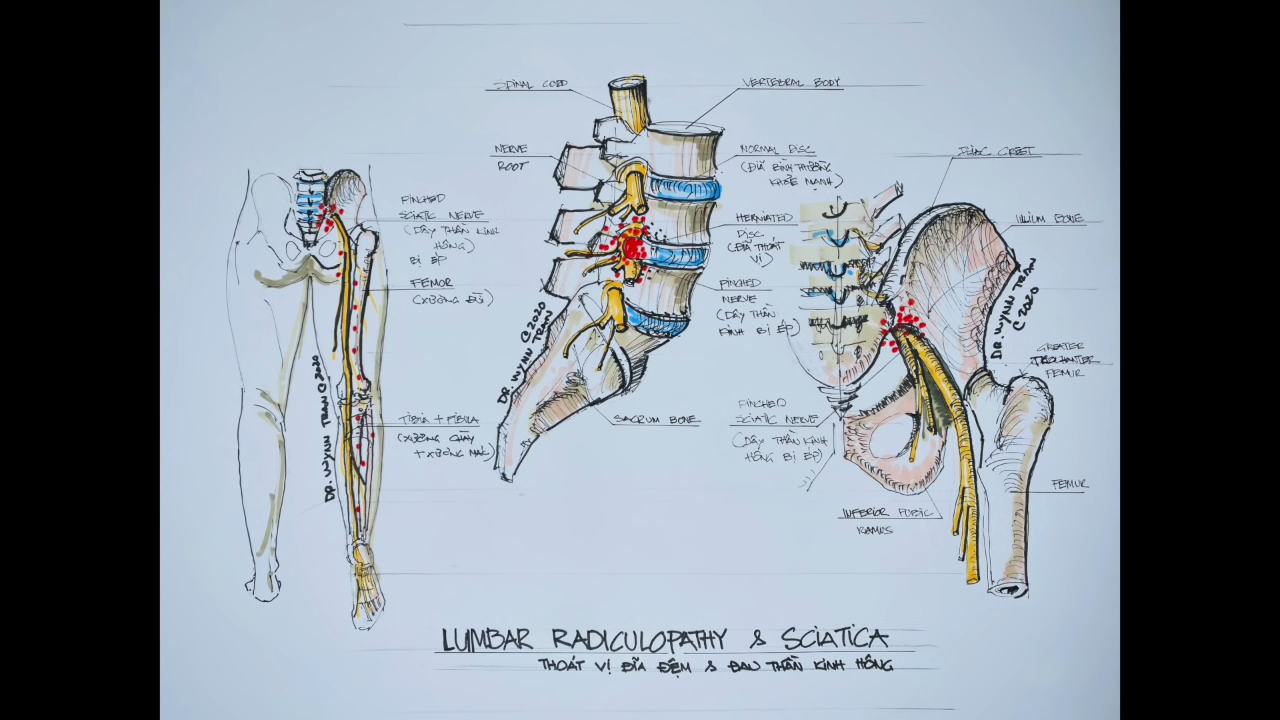 SPINAL CORD
VERTEBRAL BODY
NERVE
ROOT
NORMAL DISC
(ĐĨA BÌNH THƯỜNG
KHỎE MẠNH)
HERNIATED
DISC
(ĐĨA THOÁT
VỊ)
PINCHED
NERVE
(DÂY THẦN
KINH BỊ ÉP)
SACRUM BONE
DR. WYNN
TRAN
© 2020
PINCHED
SCIATIC NERVE
(DÂY THẦN KINH
HÔNG)
BỊ ÉP
FEMOR
(XƯƠNG ĐÙI)
TIBIA + FIBULA
(XƯƠNG CHÀY
+ XƯƠNG MÁC)
DR. WYNN TRAN © 2020
ILIAC CREST
ILLIUM BONE
DR. WYNN TRAN
© 2020
GREATER
TROCHANTER
FEMUR
PINCHED
SCIATIC NERVE
(DÂY THẦN KINH
HÔNG BỊ ÉP)
FEMUR
INFERIOR PUBIC
RAMUS
LUMBAR RADICULOPATHY & SCIATICA
THOÁT VỊ ĐĨA ĐỆM & ĐAU THẦN KINH HÔNG